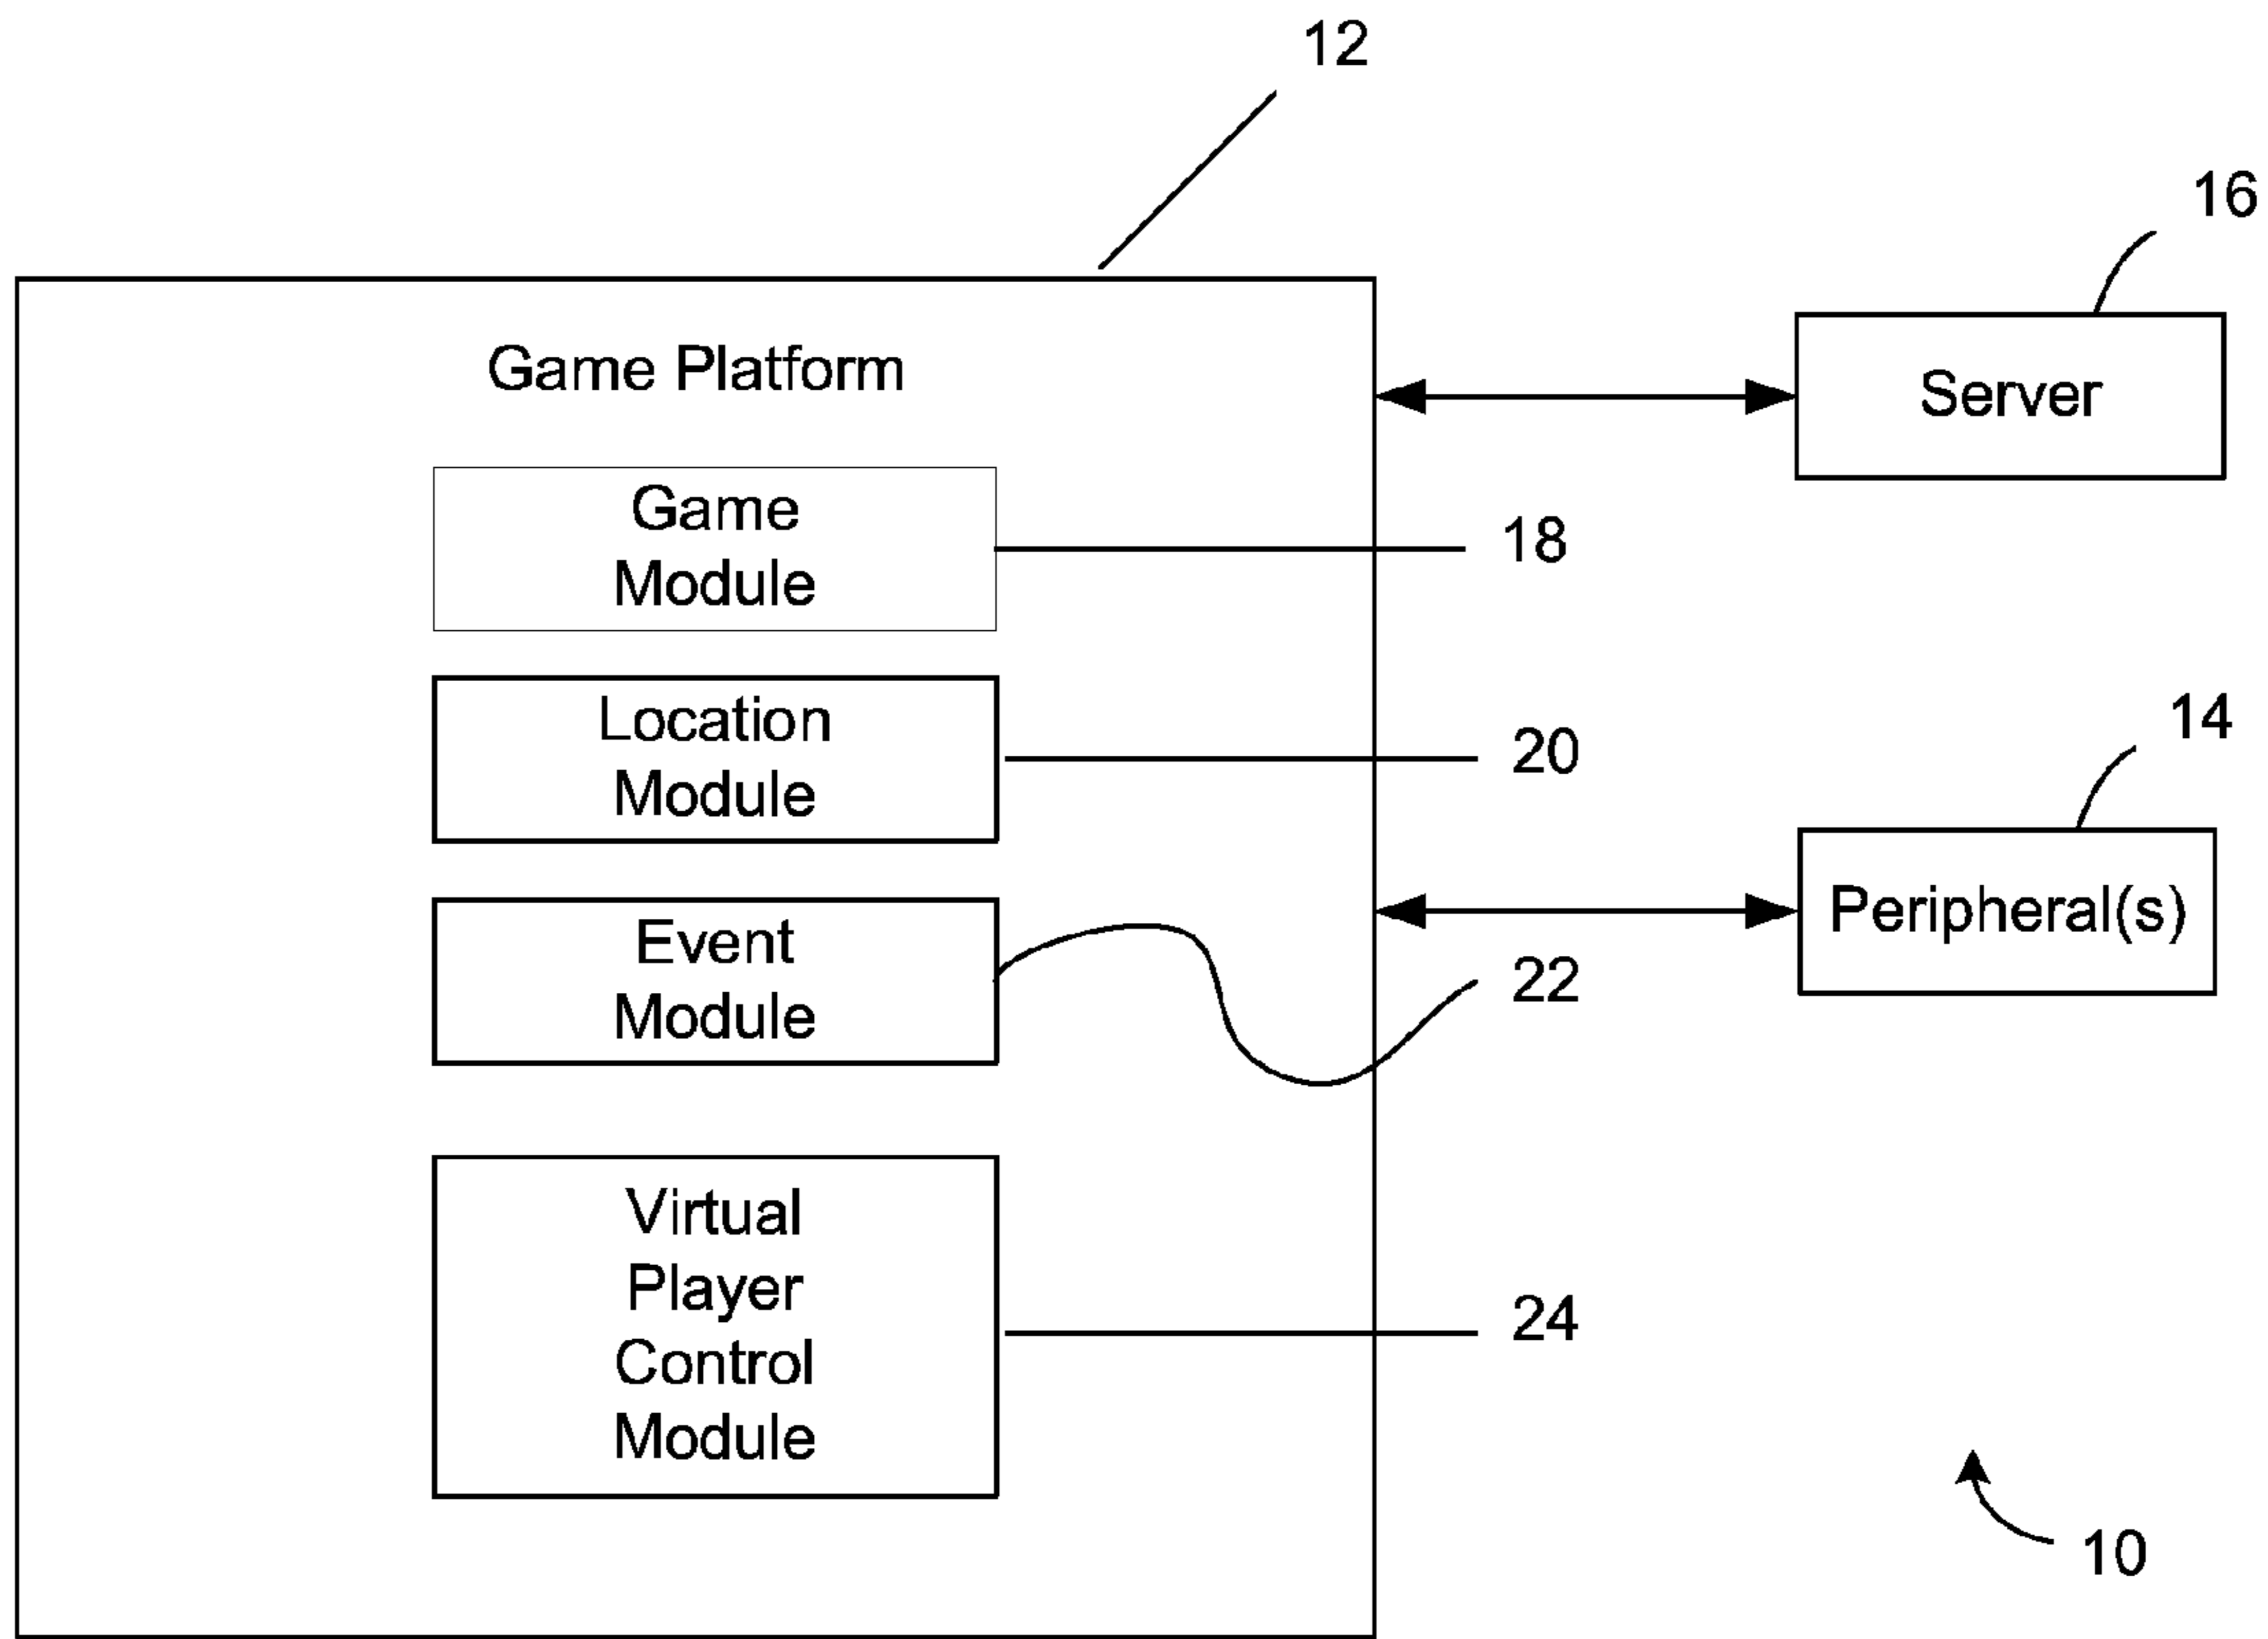 12
16
Game Platform
Server
Game
Module
18
Location
Module
20
14
Peripheral(s)
Event
Module
22
Virtual
Player
Control
Module
24
10